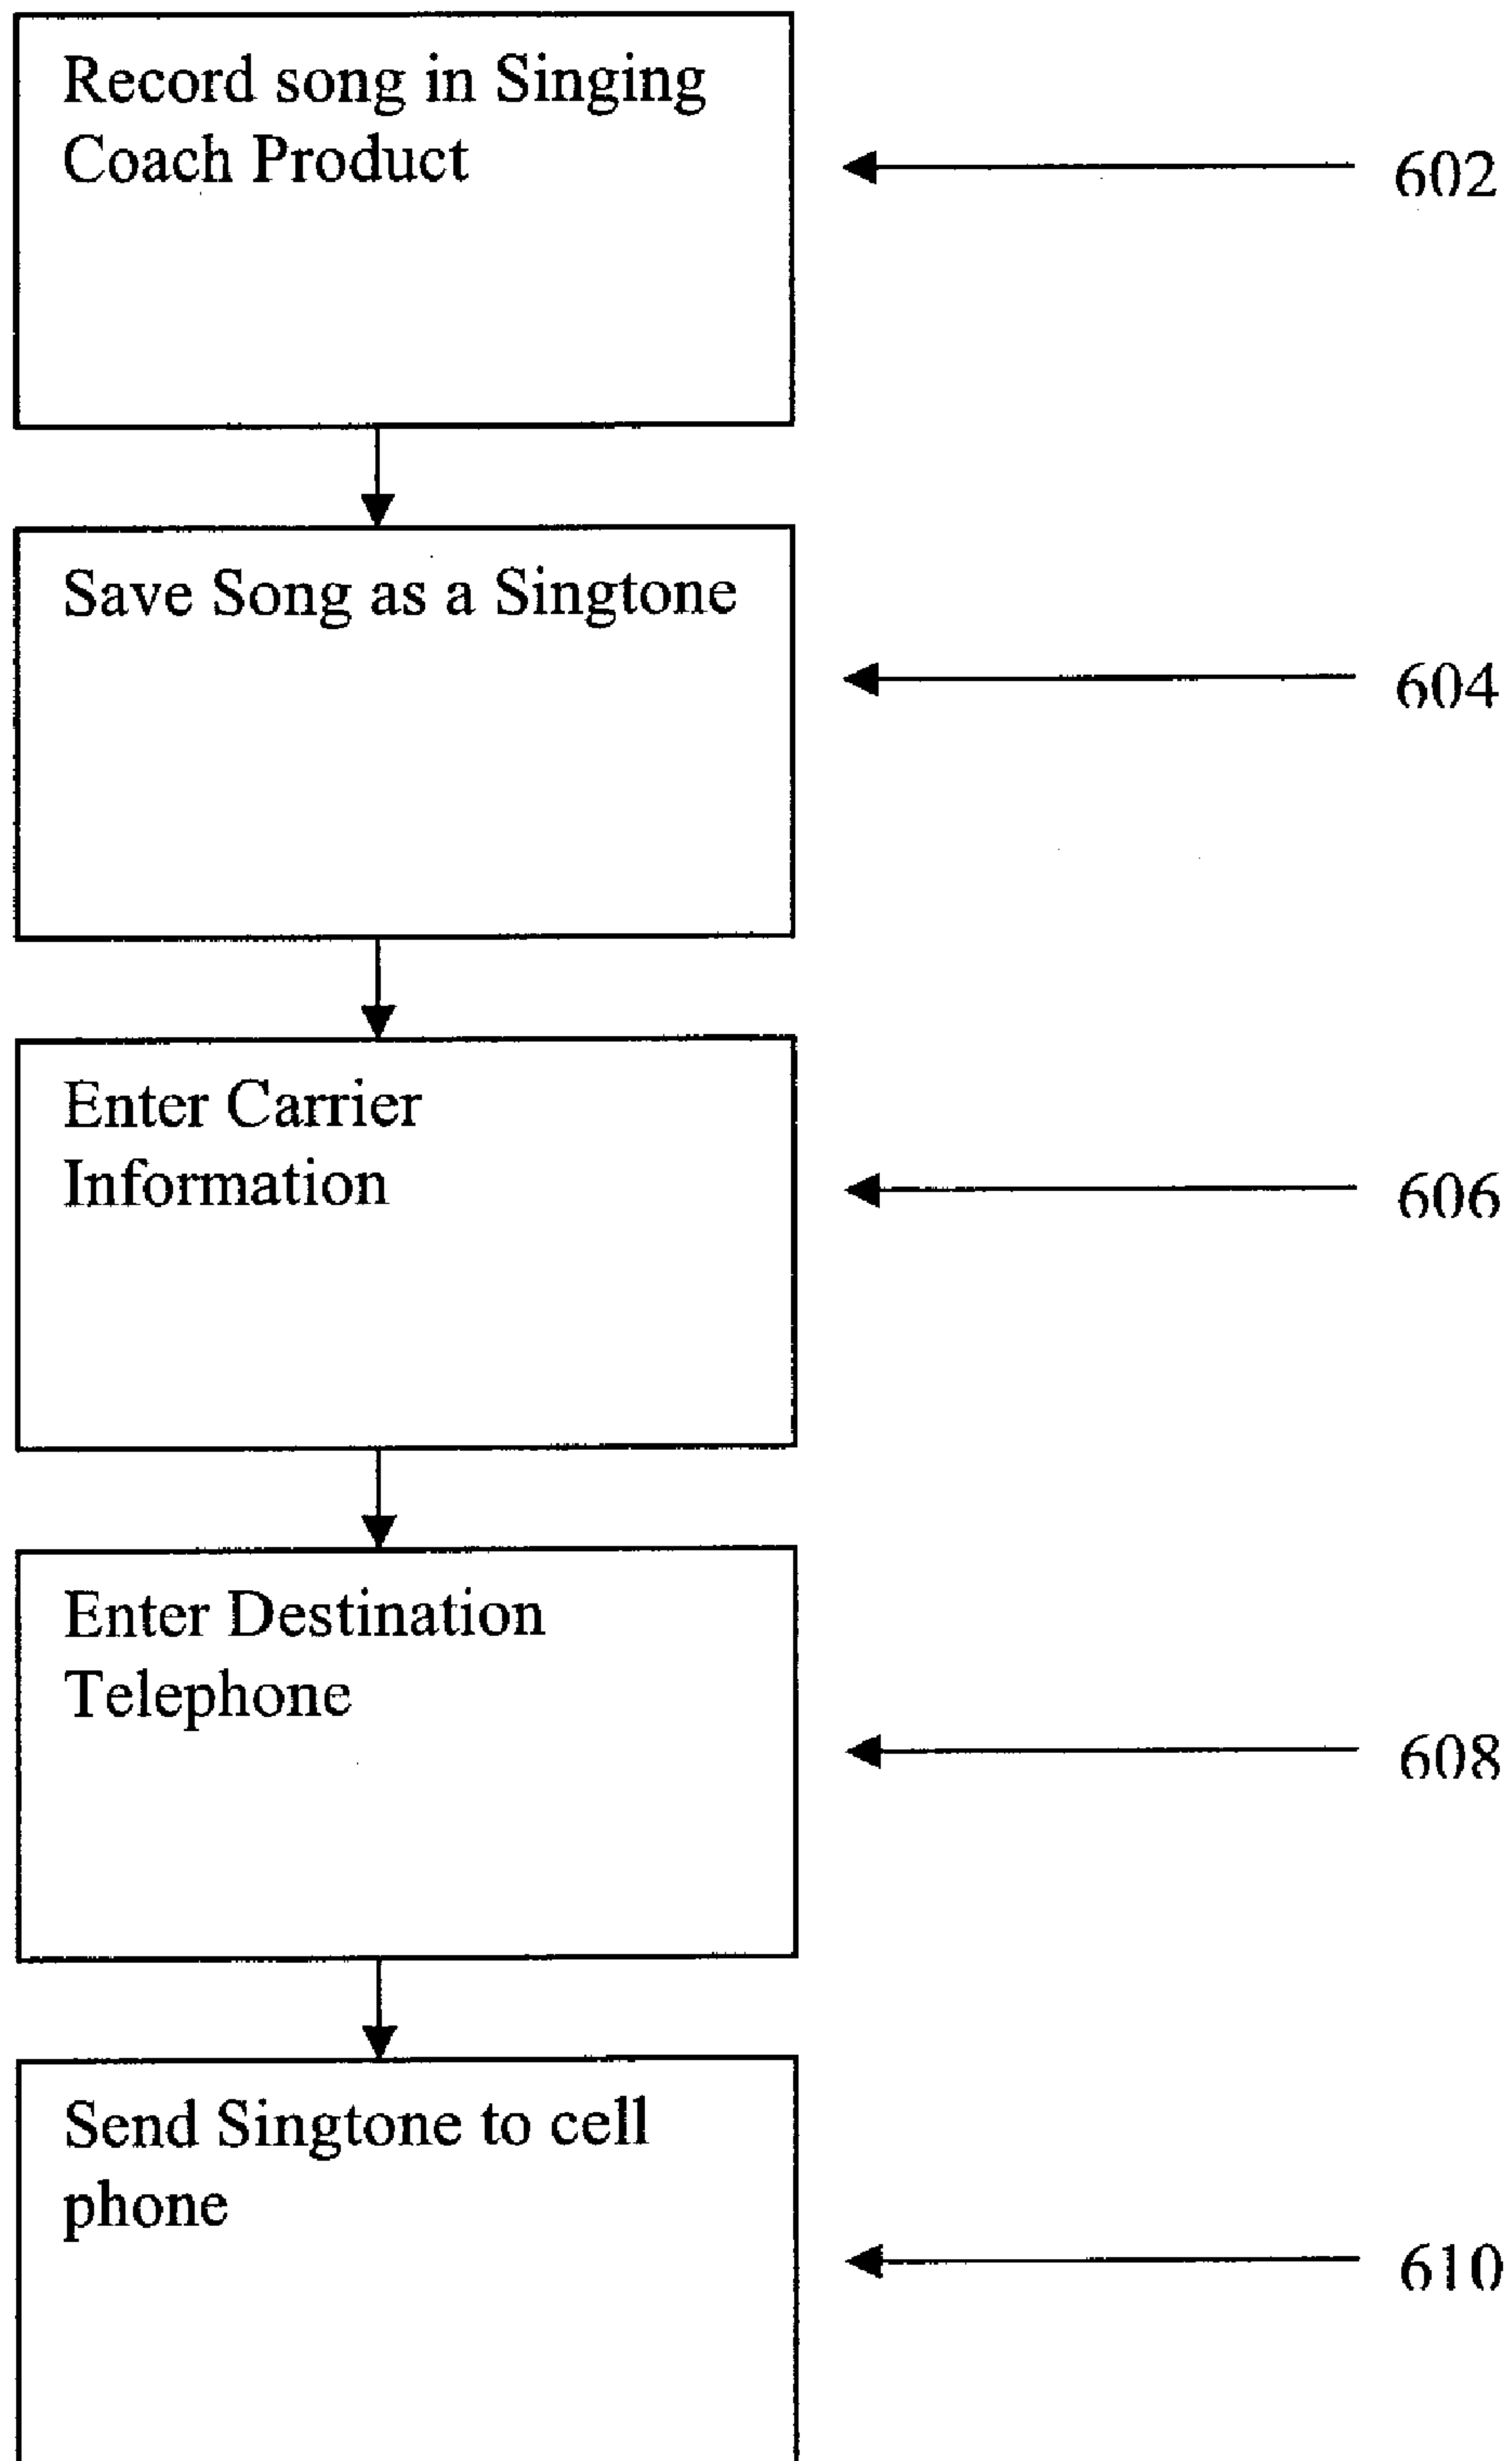 Record song in Singing
Coach Product
602
Save Song as a Singtone
604
Enter Carrier
Information
606
Enter Destination
Telephone
608
Send Singtone to cell
phone
610